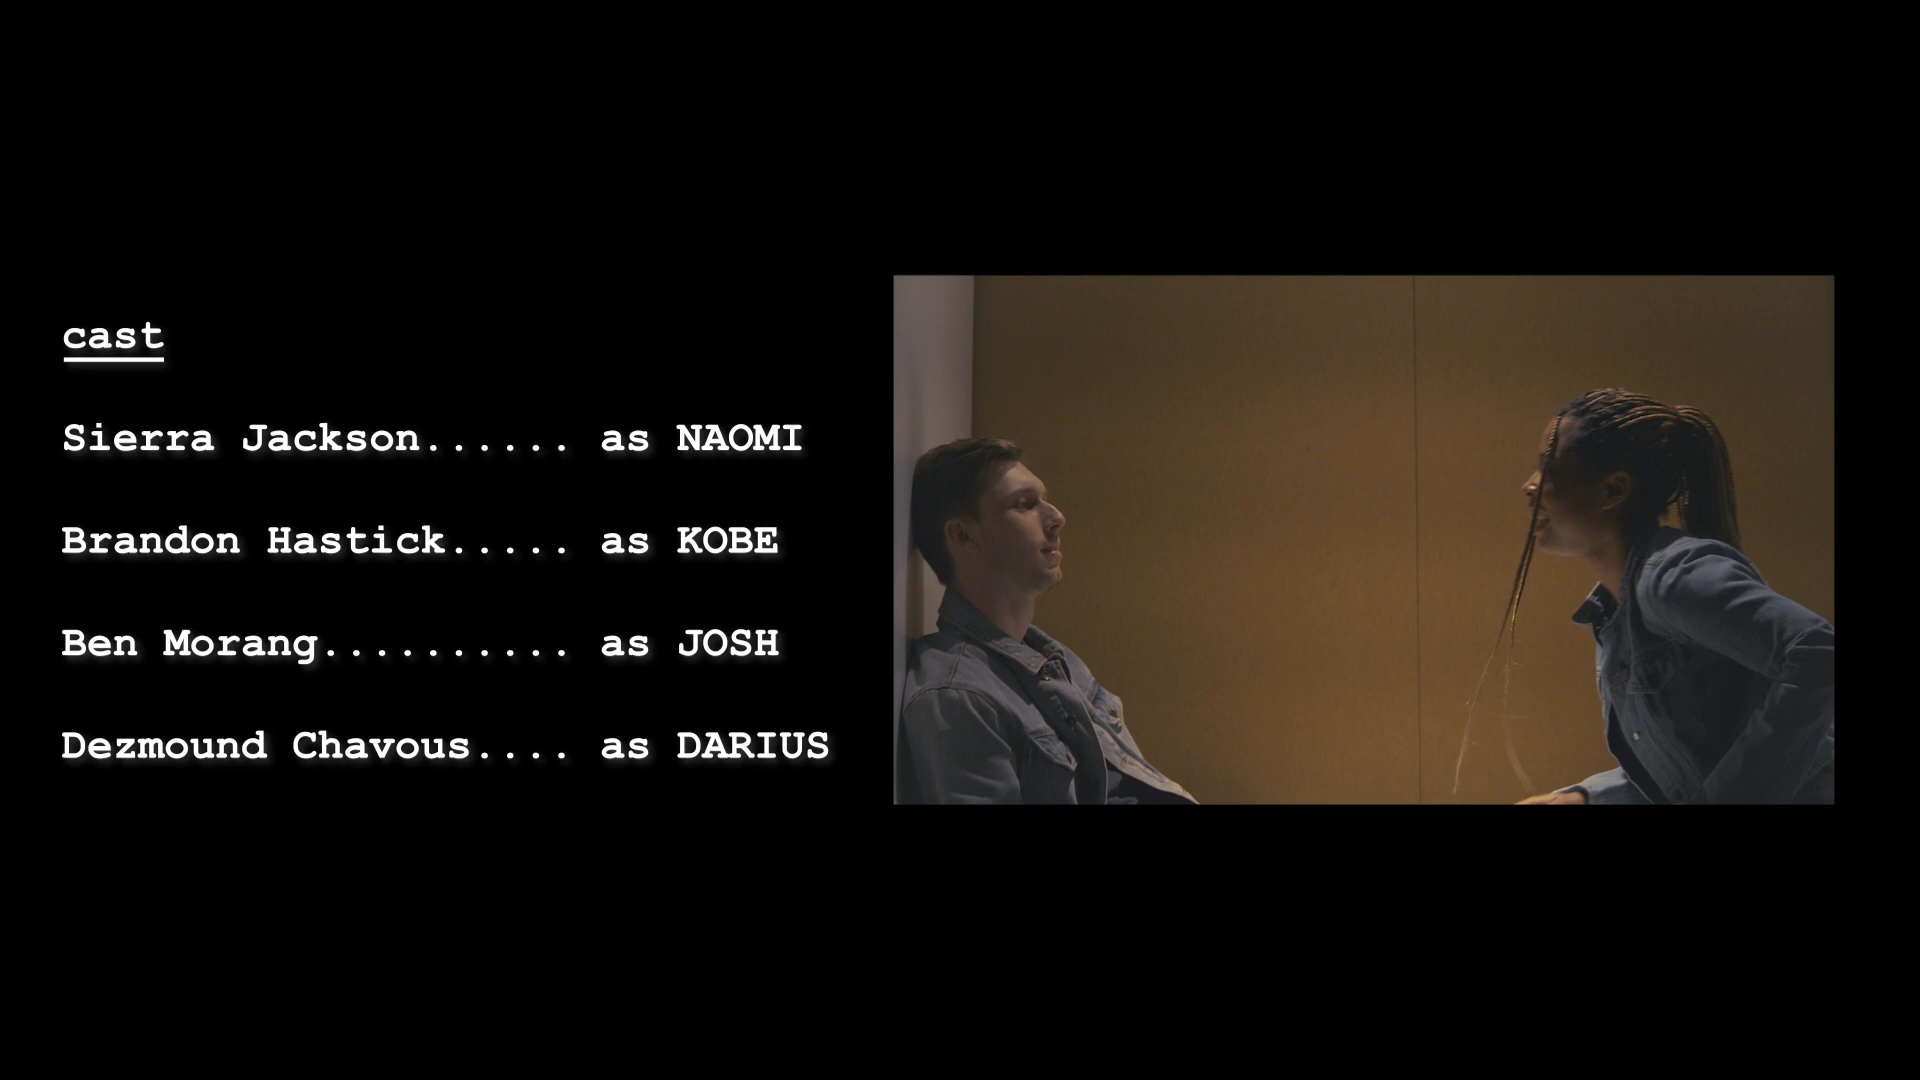 cast
Sierra Jackson...... as NAOMI
Brandon Hastick..... as KOBE
Ben Morang.......... as JOSH
Dezmound Chavous.... as DARIUS